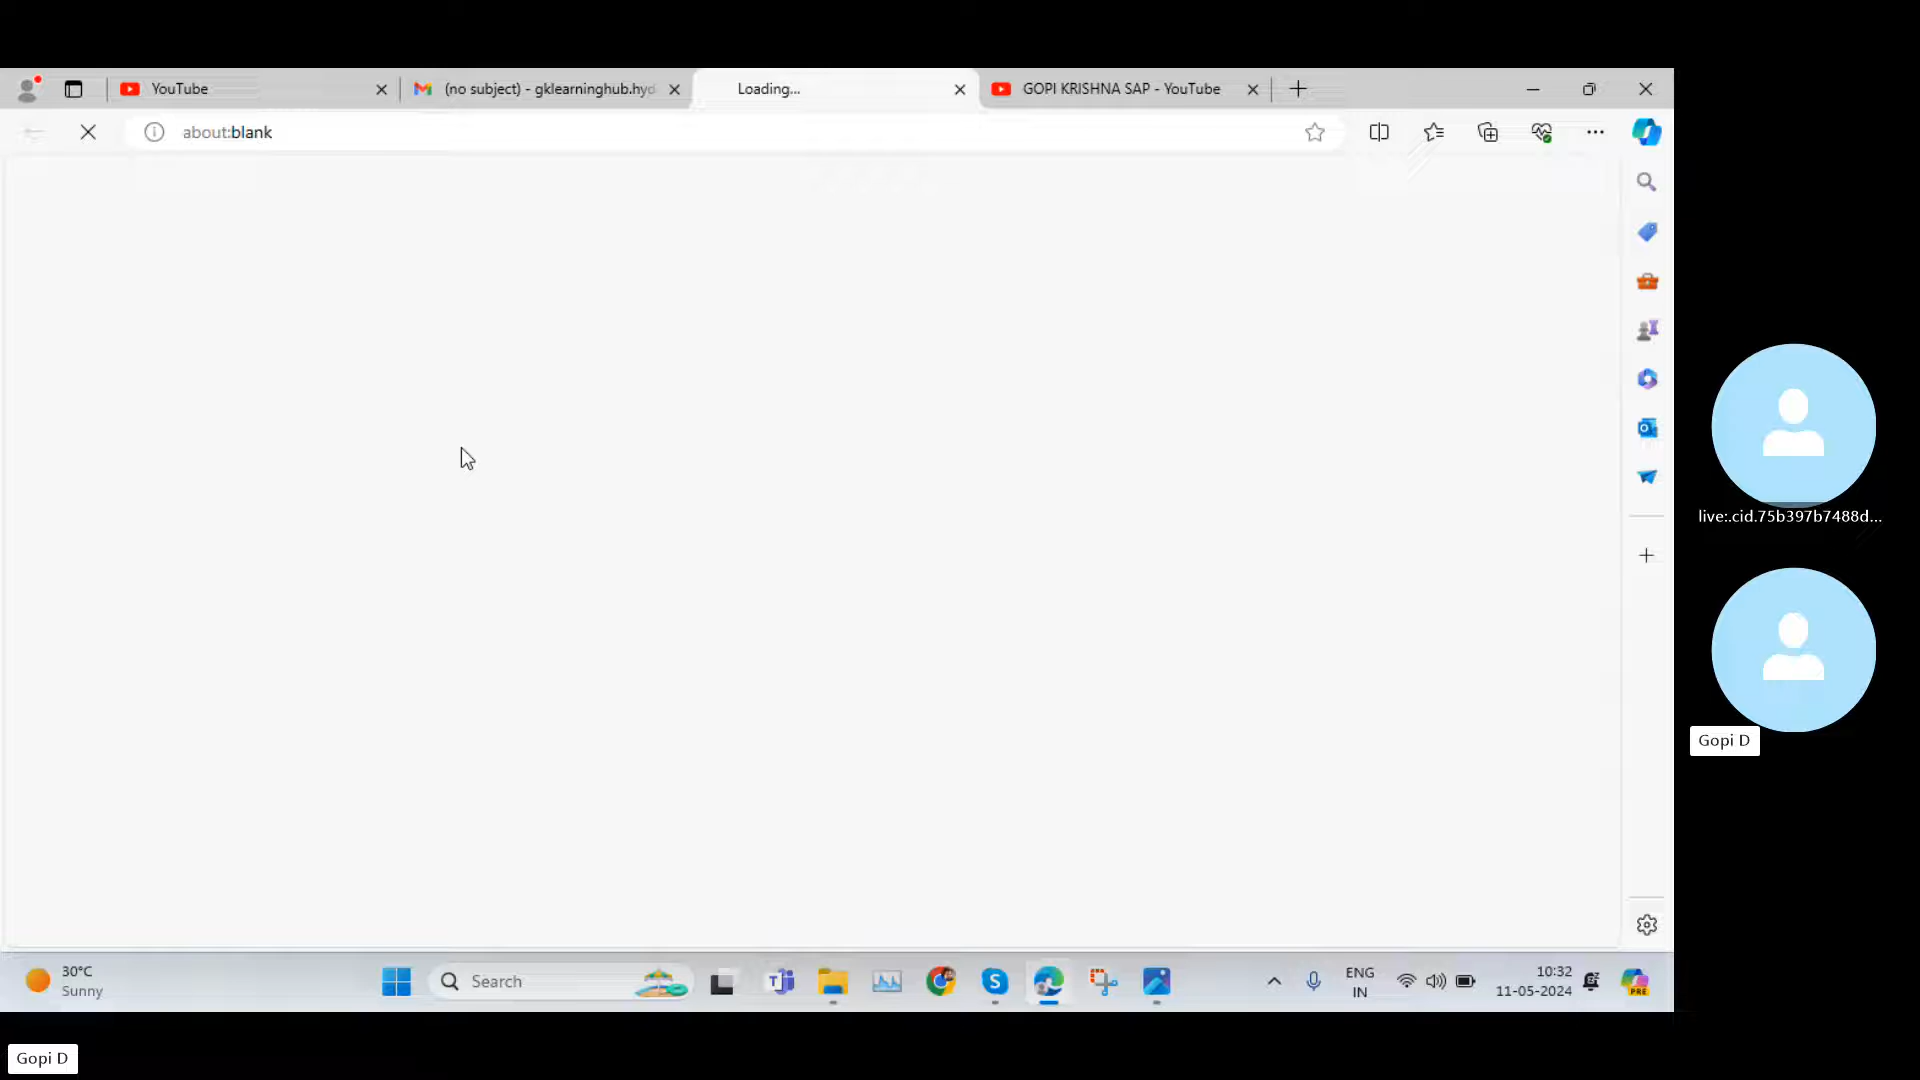 YouTube
(no subject) - gklearninghub.hyd
Loading...
GOPI KRISHNA SAP - YouTube
about:blank
live:.cid.75b397b7488d...
Gopi D
30°C
Sunny
Search
ENG
IN
10:32
11-05-2024
PRE
Gopi D